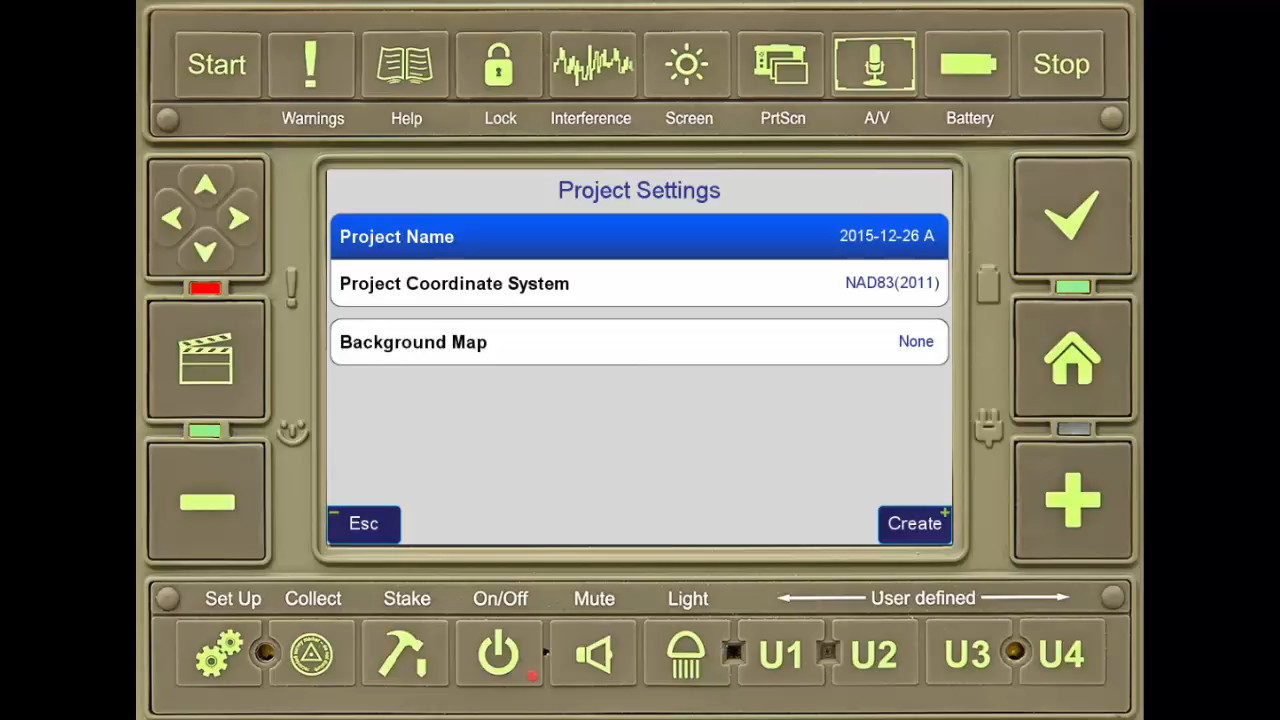 Start Stop
Warnings Help Lock Interference Screen PrtScn A/V Battery
Project Settings
Project Name 2015-12-26 A
Project Coordinate System NAD83(2011)
Background Map None
Esc Create
Set Up Collect Stake On/Off Mute Light User defined
U1 U2 U3 U4